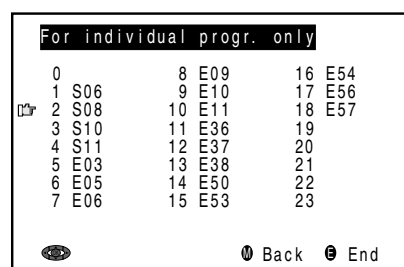 For individual progr. only
0 8 E09 16 E54
1 S06 9 E10 17 E56
2 S08 10 E11 18 E57
3 S10 11 E36 19
4 S11 12 E37 20
5 E03 13 E38 21
6 E05 14 E50 22
7 E06 15 E53 23
M Back E End